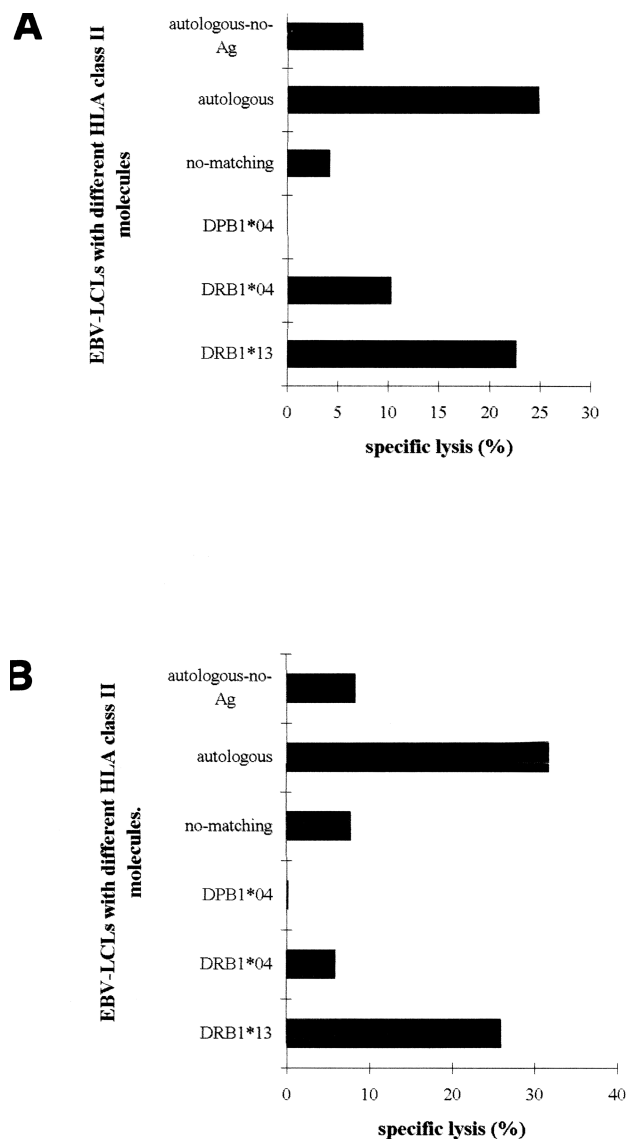 A
EBV-LCLs with different HLA class II
molecules
autologous-no-
Ag
autologous
no-matching
DPB1*04
DRB1*04
DRB1*13
0 5 10 15 20 25 30
specific lysis (%)
B
EBV-LCLs with different HLA class II
molecules.
autologous-no-
Ag
autologous
no-matching
DPB1*04
DRB1*04
DRB1*13
0 10 20 30 40
specific lysis (%)